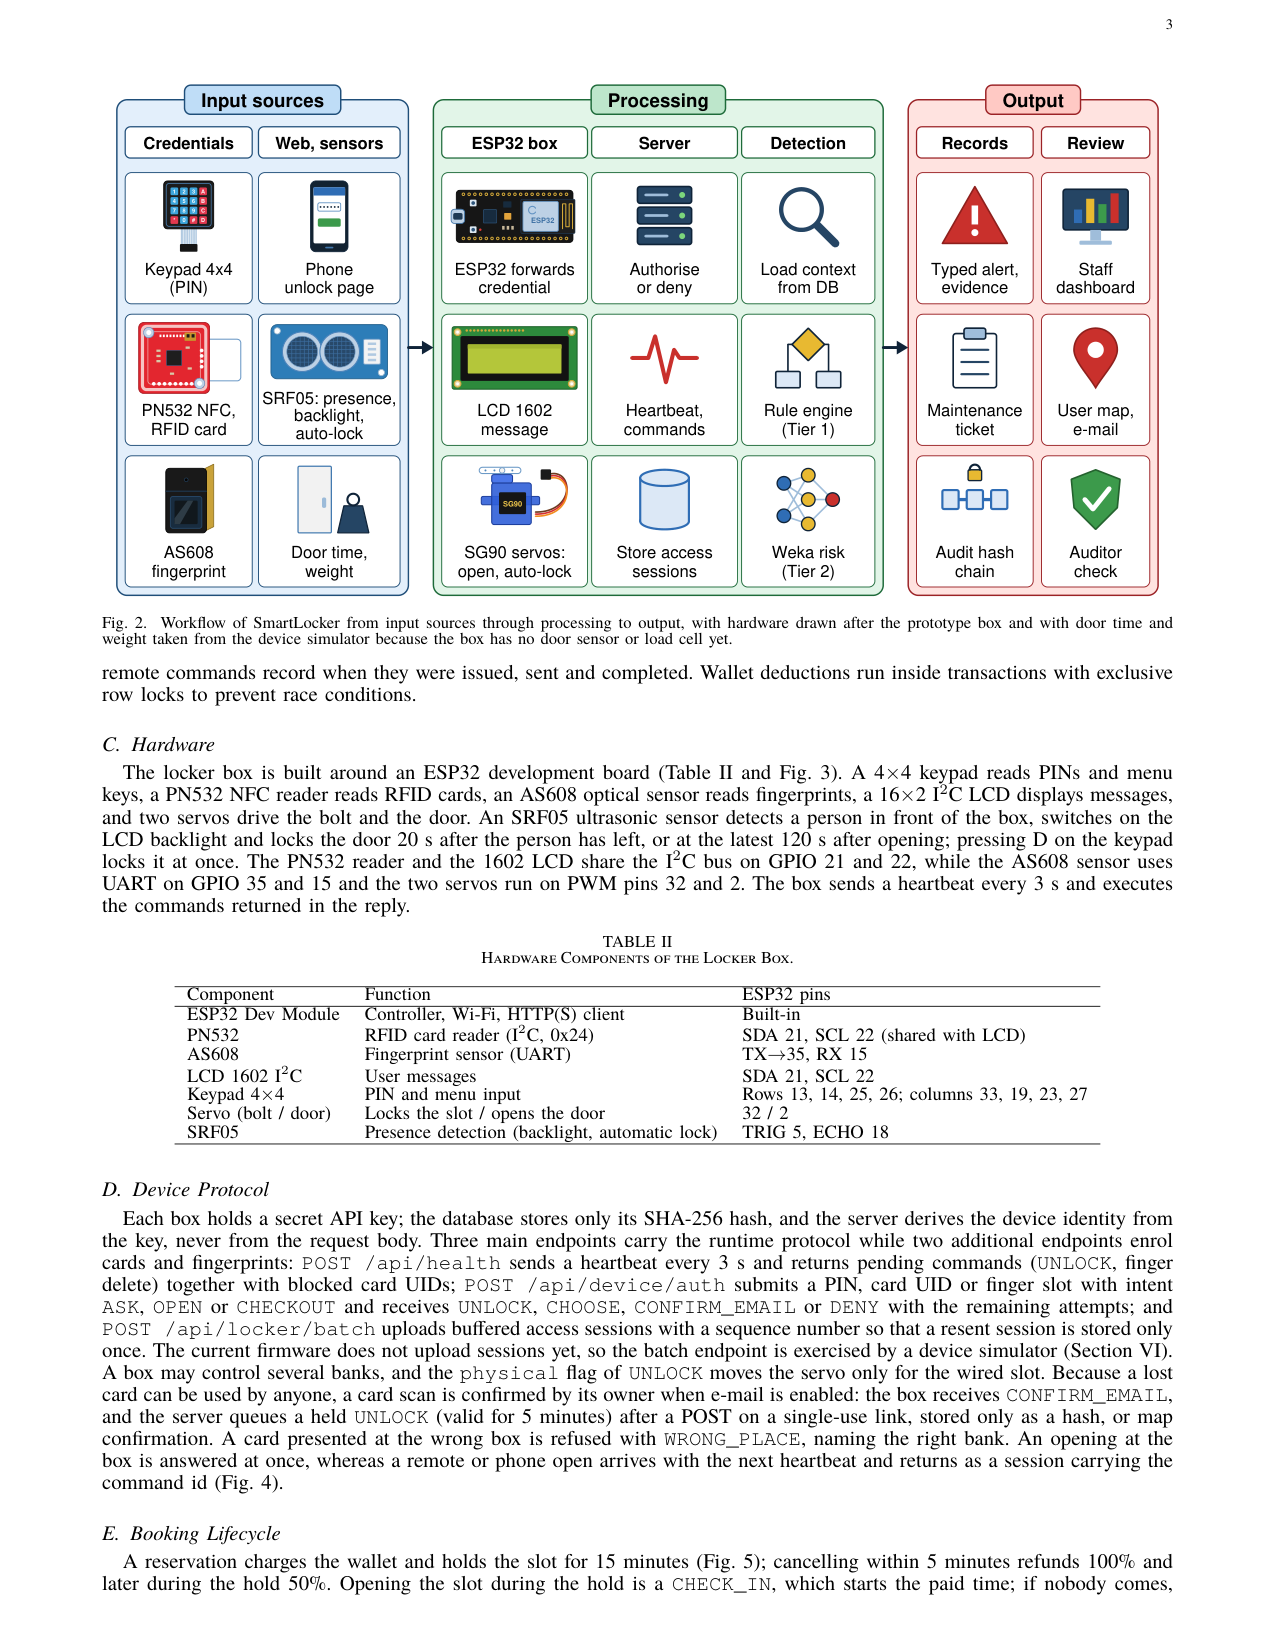 3
Input sources
Processing
Output
Credentials
Web, sensors
ESP32 box
Server
Detection
Records
Review
Keypad 4x4
(PIN)
Phone
unlock page
ESP32 forwards
credential
Authorise
or deny
Load context
from DB
Typed alert,
evidence
Staff
dashboard
PN532 NFC,
RFID card
SRF05: presence,
backlight,
auto-lock
LCD 1602
message
Heartbeat,
commands
Rule engine
(Tier 1)
Maintenance
ticket
User map,
e-mail
AS608
fingerprint
Door time,
weight
SG90
SG90 servos:
open, auto-lock
Store access
sessions
Weka risk
(Tier 2)
Audit hash
chain
Auditor
check
Fig. 2. Workflow of SmartLocker from input sources through processing to output, with hardware drawn after the prototype box and with door time and
weight taken from the device simulator because the box has no door sensor or load cell yet.
remote commands record when they were issued, sent and completed. Wallet deductions run inside transactions with exclusive
row locks to prevent race conditions.
C. Hardware
The locker box is built around an ESP32 development board (Table II and Fig. 3). A 4×4 keypad reads PINs and menu
keys, a PN532 NFC reader reads RFID cards, an AS608 optical sensor reads fingerprints, a 16×2 I²C LCD displays messages,
and two servos drive the bolt and the door. An SRF05 ultrasonic sensor detects a person in front of the box, switches on the
LCD backlight and locks the door 20 s after the person has left, or at the latest 120 s after opening; pressing D on the keypad
locks it at once. The PN532 reader and the 1602 LCD share the I²C bus on GPIO 21 and 22, while the AS608 sensor uses
UART on GPIO 35 and 15 and the two servos run on PWM pins 32 and 2. The box sends a heartbeat every 3 s and executes
the commands returned in the reply.
TABLE II
HARDWARE COMPONENTS OF THE LOCKER BOX.
Component Function ESP32 pins
ESP32 Dev Module Controller, Wi-Fi, HTTP(S) client Built-in
PN532 RFID card reader (I²C, 0x24) SDA 21, SCL 22 (shared with LCD)
AS608 Fingerprint sensor (UART) TX→35, RX 15
LCD 1602 I²C User messages SDA 21, SCL 22
Keypad 4×4 PIN and menu input Rows 13, 14, 25, 26; columns 33, 19, 23, 27
Servo (bolt / door) Locks the slot / opens the door 32 / 2
SRF05 Presence detection (backlight, automatic lock) TRIG 5, ECHO 18
D. Device Protocol
Each box holds a secret API key; the database stores only its SHA-256 hash, and the server derives the device identity from
the key, never from the request body. Three main endpoints carry the runtime protocol while two additional endpoints enrol
cards and fingerprints: POST /api/health sends a heartbeat every 3 s and returns pending commands (UNLOCK, finger
delete) together with blocked card UIDs; POST /api/device/auth submits a PIN, card UID or finger slot with intent
ASK, OPEN or CHECKOUT and receives UNLOCK, CHOOSE, CONFIRM_EMAIL or DENY with the remaining attempts; and
POST /api/locker/batch uploads buffered access sessions with a sequence number so that a resent session is stored only
once. The current firmware does not upload sessions yet, so the batch endpoint is exercised by a device simulator (Section VI).
A box may control several banks, and the physical flag of UNLOCK moves the servo only for the wired slot. Because a lost
card can be used by anyone, a card scan is confirmed by its owner when e-mail is enabled: the box receives CONFIRM_EMAIL,
and the server queues a held UNLOCK (valid for 5 minutes) after a POST on a single-use link, stored only as a hash, or map
confirmation. A card presented at the wrong box is refused with WRONG_PLACE, naming the right bank. An opening at the
box is answered at once, whereas a remote or phone open arrives with the next heartbeat and returns as a session carrying the
command id (Fig. 4).
E. Booking Lifecycle
A reservation charges the wallet and holds the slot for 15 minutes (Fig. 5); cancelling within 5 minutes refunds 100% and
later during the hold 50%. Opening the slot during the hold is a CHECK_IN, which starts the paid time; if nobody comes,